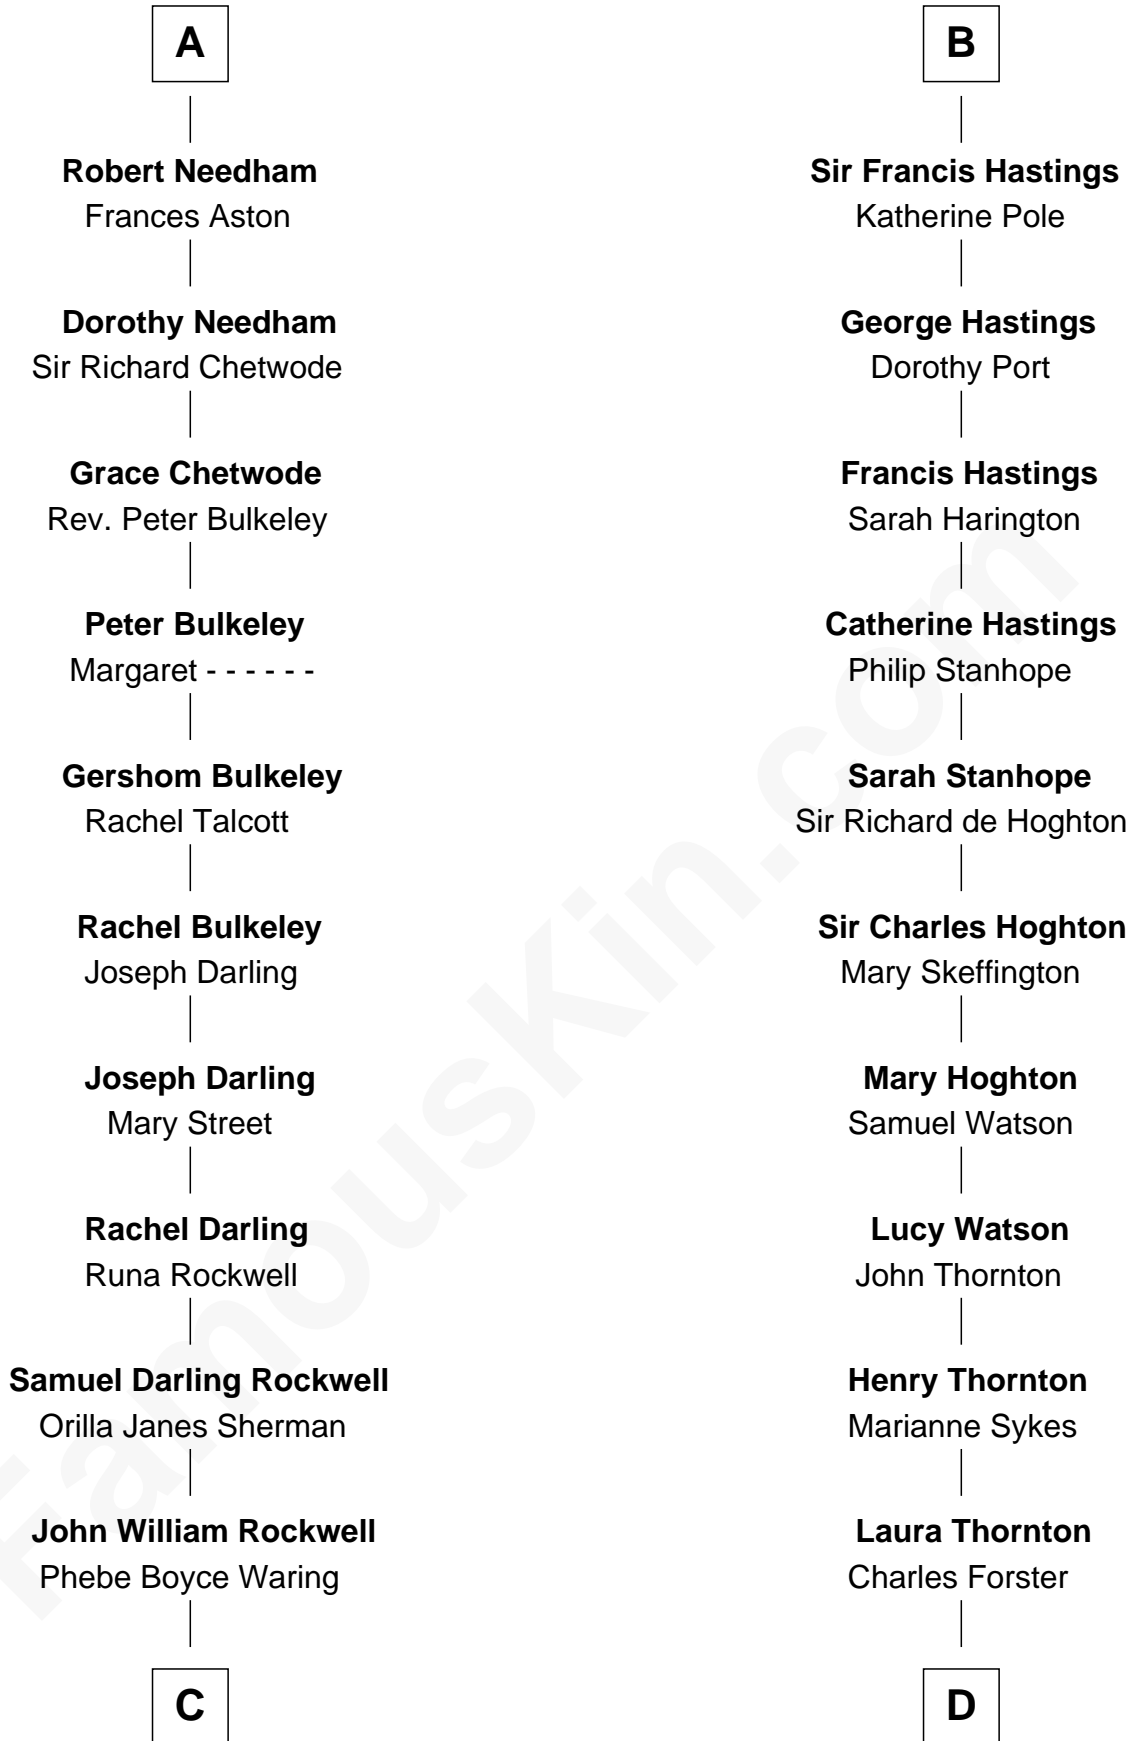 A
Robert Needham
Frances Aston
Dorothy Needham
Sir Richard Chetwode
Grace Chetwode
Rev. Peter Bulkeley
Peter Bulkeley
Margaret - - - - - -
Gershom Bulkeley
Rachel Talcott
Rachel Bulkeley
Joseph Darling
Joseph Darling
Mary Street
Rachel Darling
Runa Rockwell
Samuel Darling Rockwell
Orilla Janes Sherman
John William Rockwell
Phebe Boyce Waring
C
B
Sir Francis Hastings
Katherine Pole
George Hastings
Dorothy Port
Francis Hastings
Sarah Harington
Catherine Hastings
Philip Stanhope
Sarah Stanhope
Sir Richard de Hoghton
Sir Charles Hoghton
Mary Skeffington
Mary Hoghton
Samuel Watson
Lucy Watson
John Thornton
Henry Thornton
Marianne Sykes
Laura Thornton
Charles Forster
D
FamousKin.com